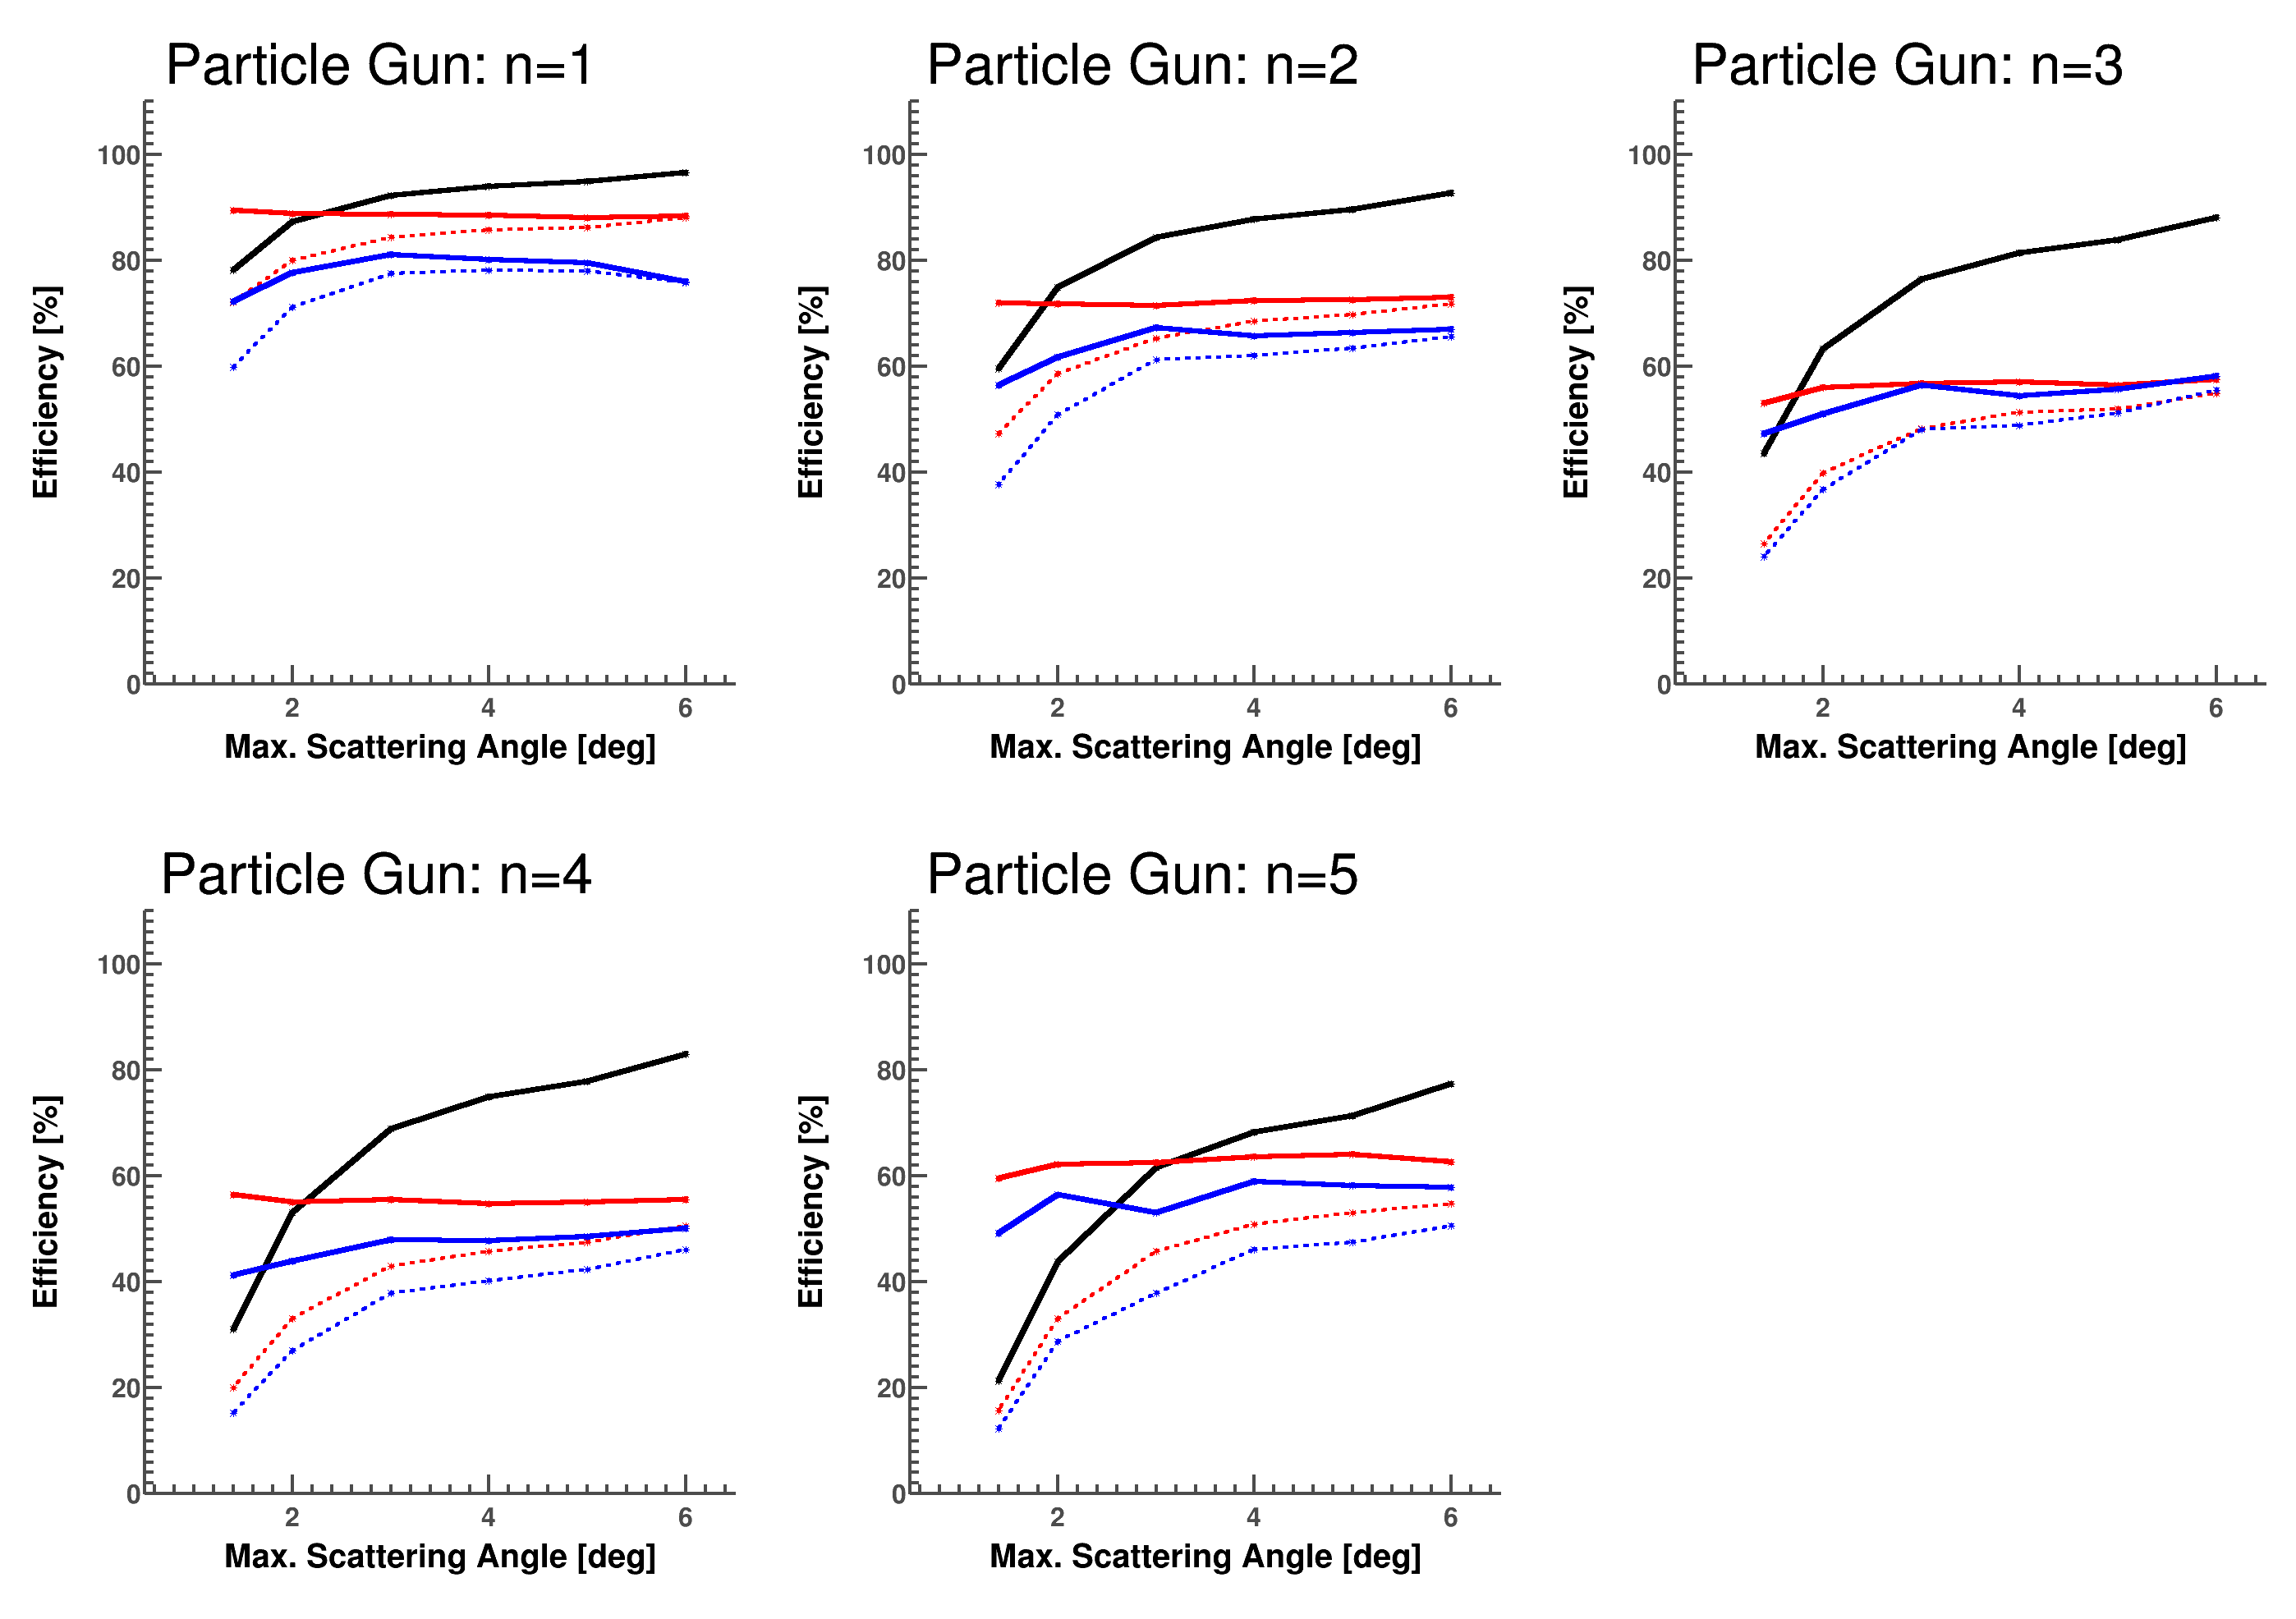 Particle Gun: n=1
Efficiency [%]
100
80
60
40
20
0
2 4 6
Max. Scattering Angle [deg]
Particle Gun: n=2
Efficiency [%]
100
80
60
40
20
0
2 4 6
Max. Scattering Angle [deg]
Particle Gun: n=3
Efficiency [%]
100
80
60
40
20
0
2 4 6
Max. Scattering Angle [deg]
Particle Gun: n=4
Efficiency [%]
100
80
60
40
20
0
2 4 6
Max. Scattering Angle [deg]
Particle Gun: n=5
Efficiency [%]
100
80
60
40
20
0
2 4 6
Max. Scattering Angle [deg]